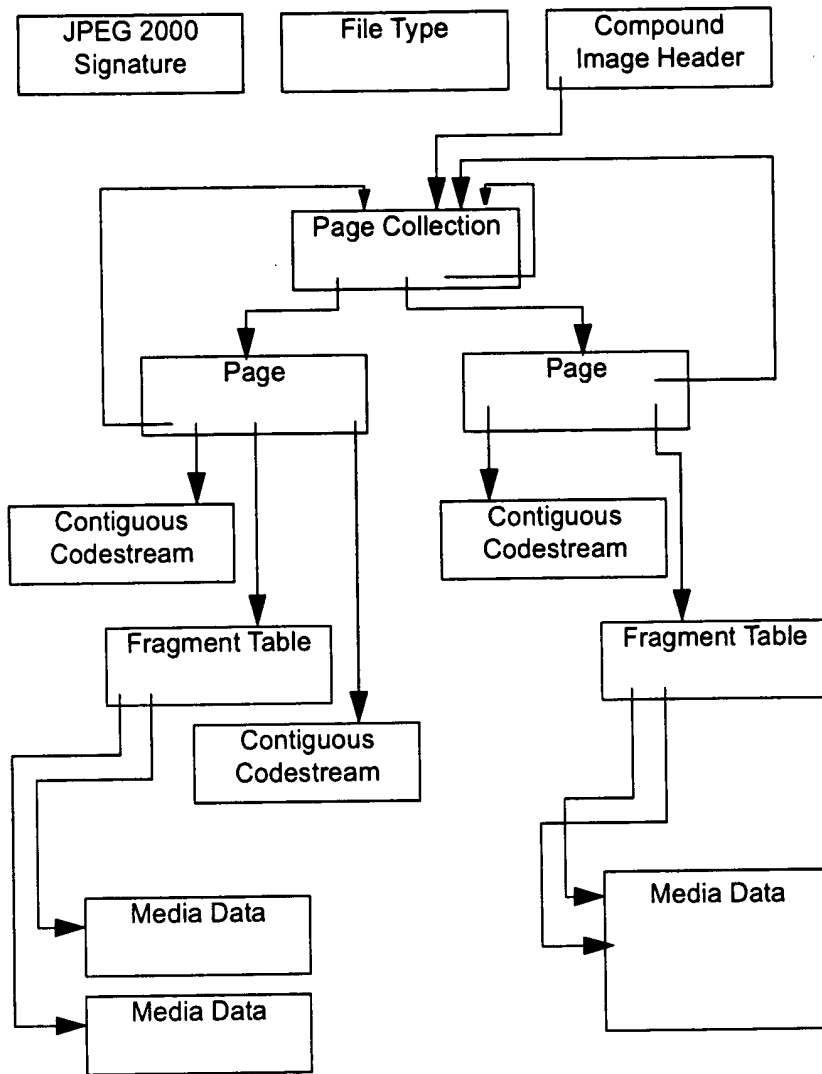 JPEG 2000
Signature
File Type
Compound
Image Header
Page Collection
Page
Page
Contiguous
Codestream
Contiguous
Codestream
Fragment Table
Fragment Table
Contiguous
Codestream
Media Data
Media Data
Media Data